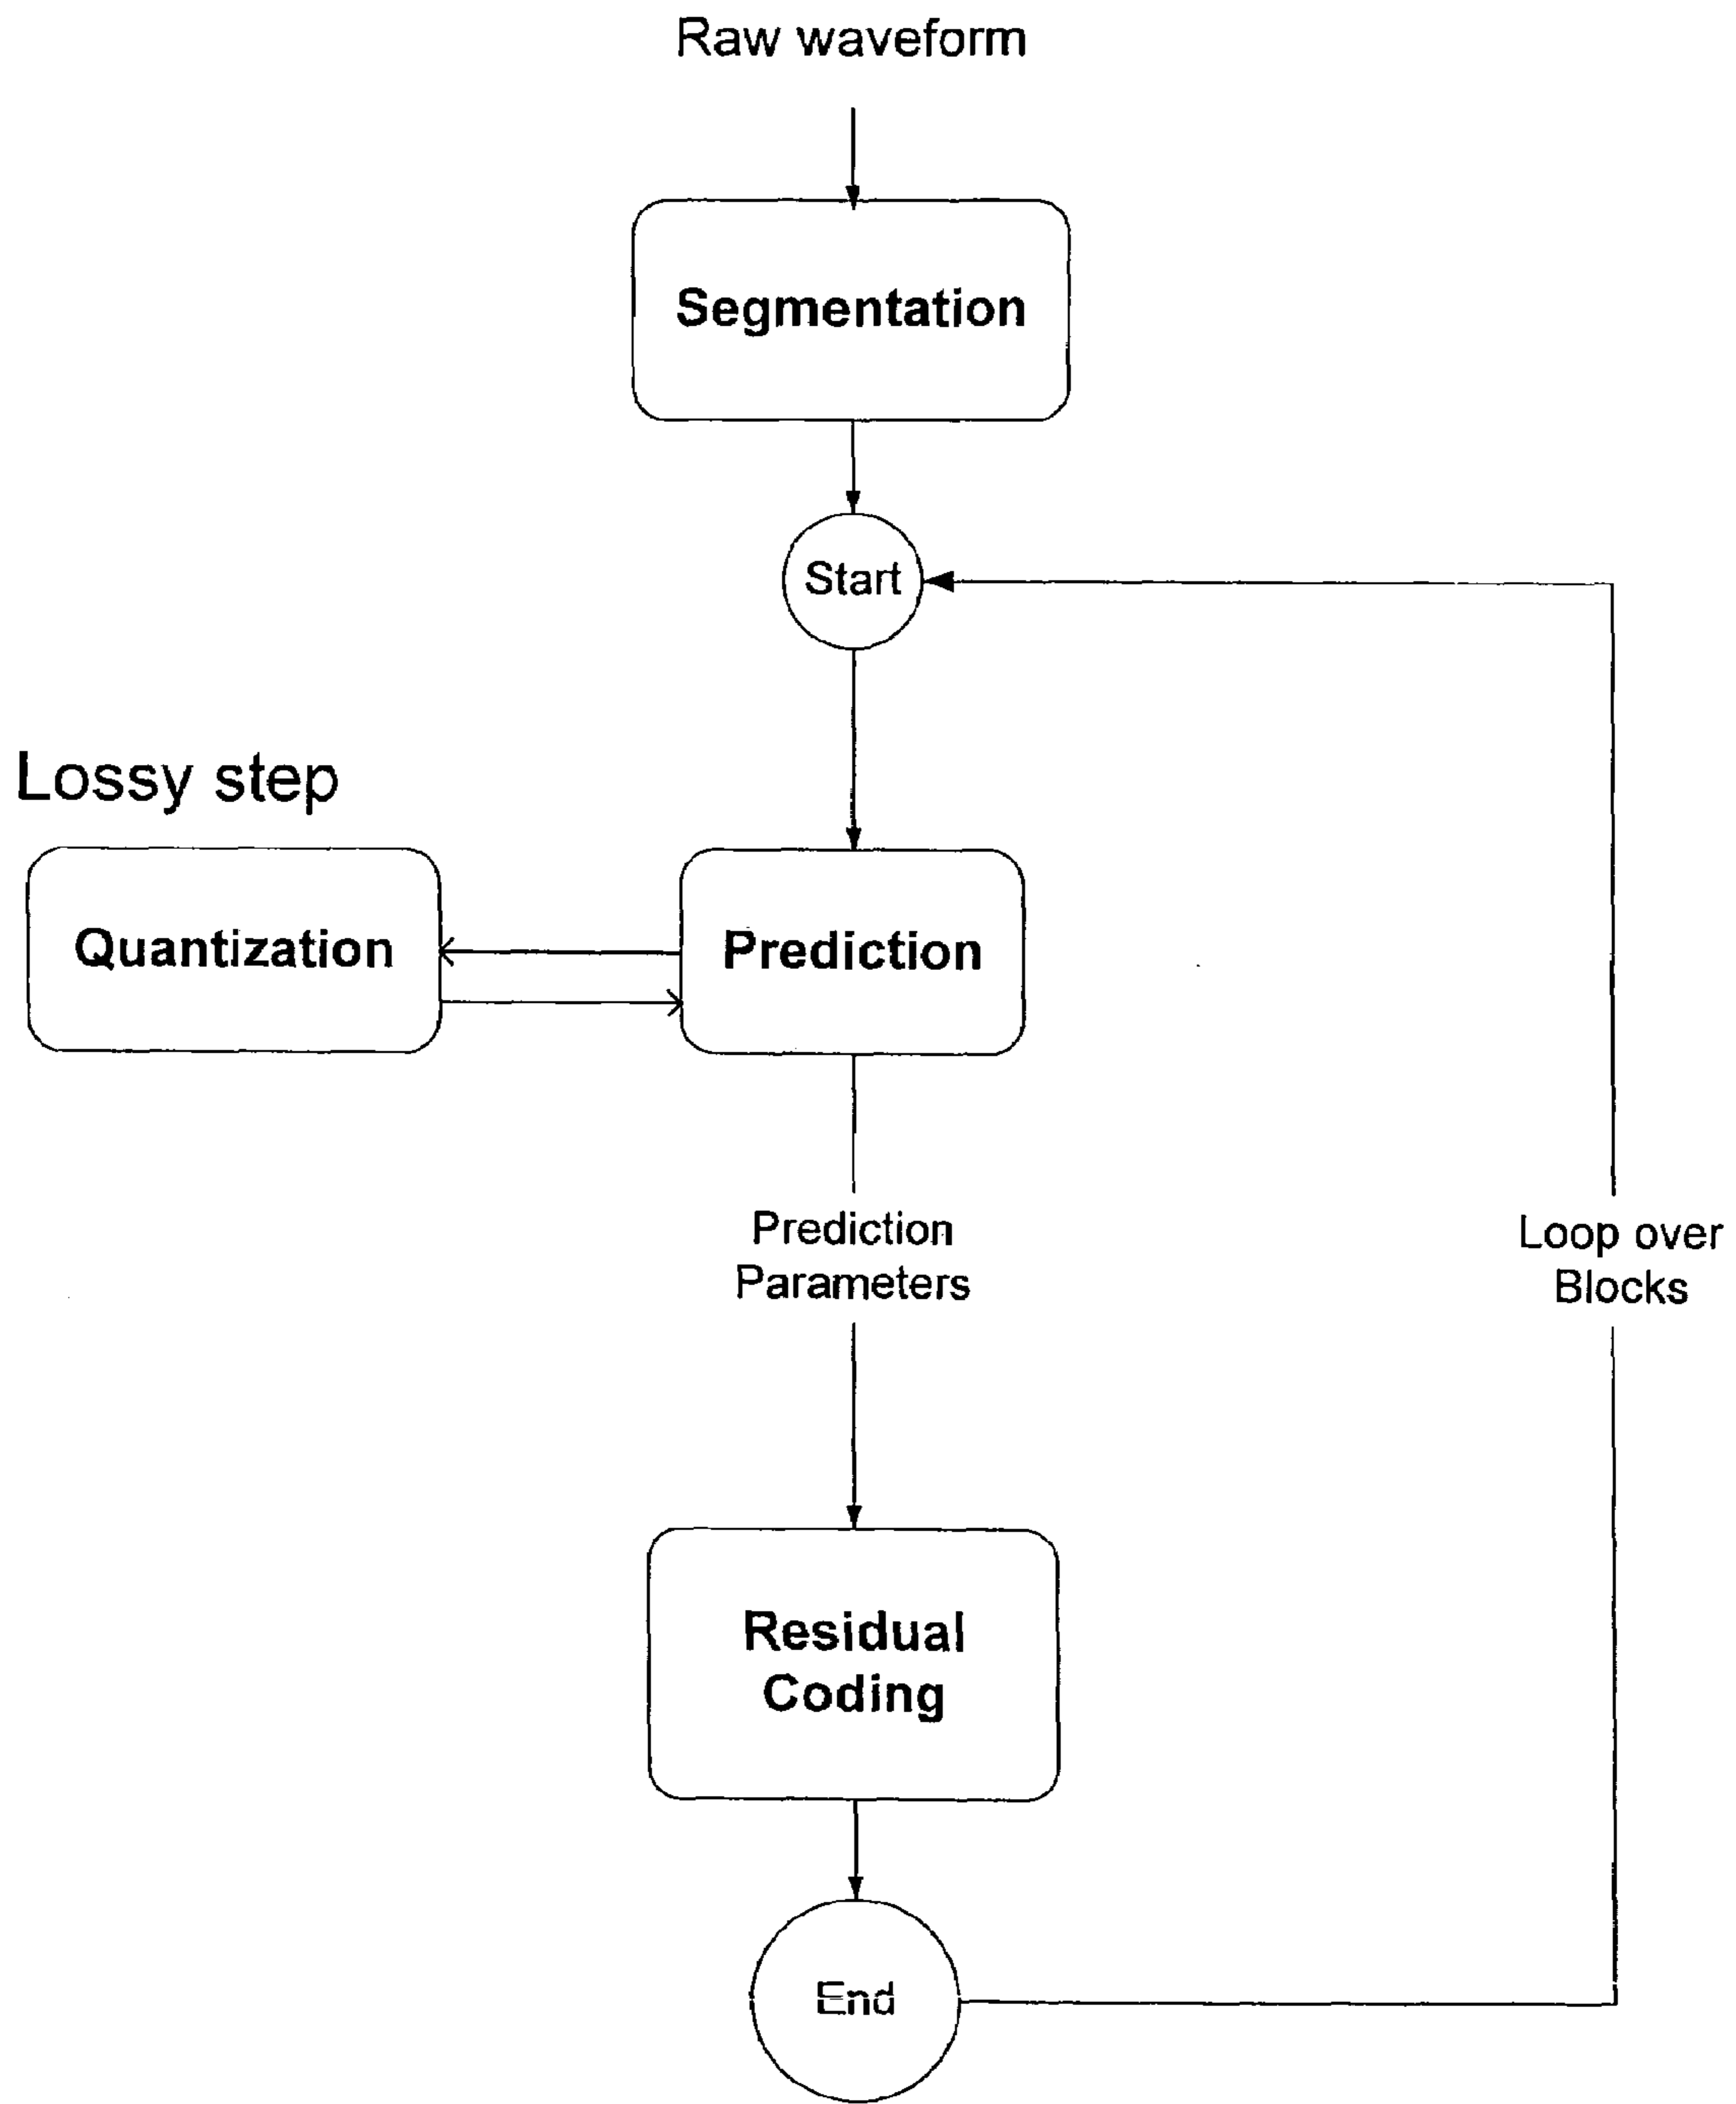 Raw waveform
Segmentation
Start
Lossy step
Quantization
Prediction
Prediction
Parameters
Loop over
Blocks
Residual
Coding
End